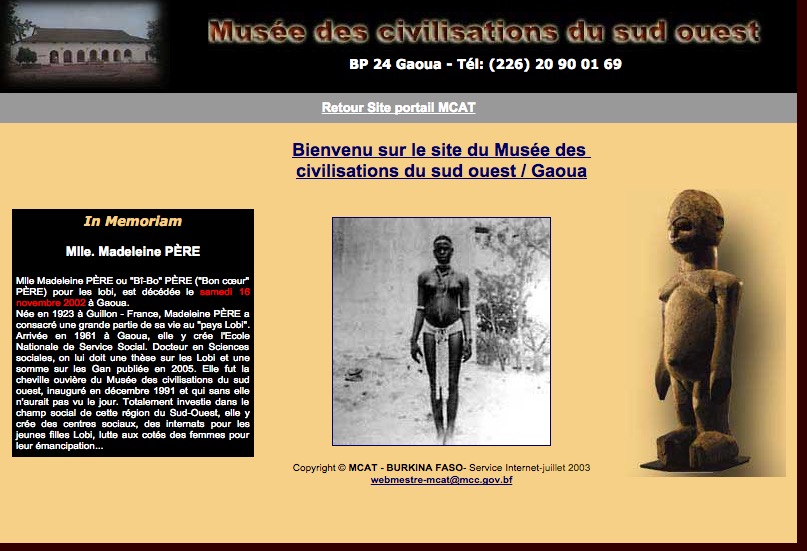 Musée des civilisations du sud ouest
BP 24 Gaoua - Tél: (226) 20 90 01 69
Retour Site portail MCAT
Bienvenu sur le site du Musée des
civilisations du sud ouest / Gaoua
In Memoriam
Mlle. Madeleine PÈRE
Mlle Madeleine PÈRE ou "Bï-Bo" PÈRE ("Bon cœur"
PÈRE) pour les lobi, est décédée le samedi 16
novembre 2002 à Gaoua.
Née en 1923 à Guillon - France, Madeleine PÈRE a
consacré une grande partie de sa vie au "pays Lobi".
Arrivée en 1961 à Gaoua, elle y crée l'Ecole
Nationale de Service Social. Docteur en Sciences
sociales, on lui doit une thèse sur les Lobi et une
somme sur les Gan publiée en 2005. Elle fut la
cheville ouvière du Musée des civilisations du sud
ouest, inauguré en décembre 1991 et qui sans elle
n'aurait pas vu le jour. Totalement investie dans le
champ social de cette région du Sud-Ouest, elle y
crée des centres sociaux, des internats pour les
jeunes filles Lobi, lutte aux cotés des femmes pour
leur émancipation...
Copyright © MCAT - BURKINA FASO- Service Internet-juillet 2003
webmestre-mcat@mcc.gov.bf